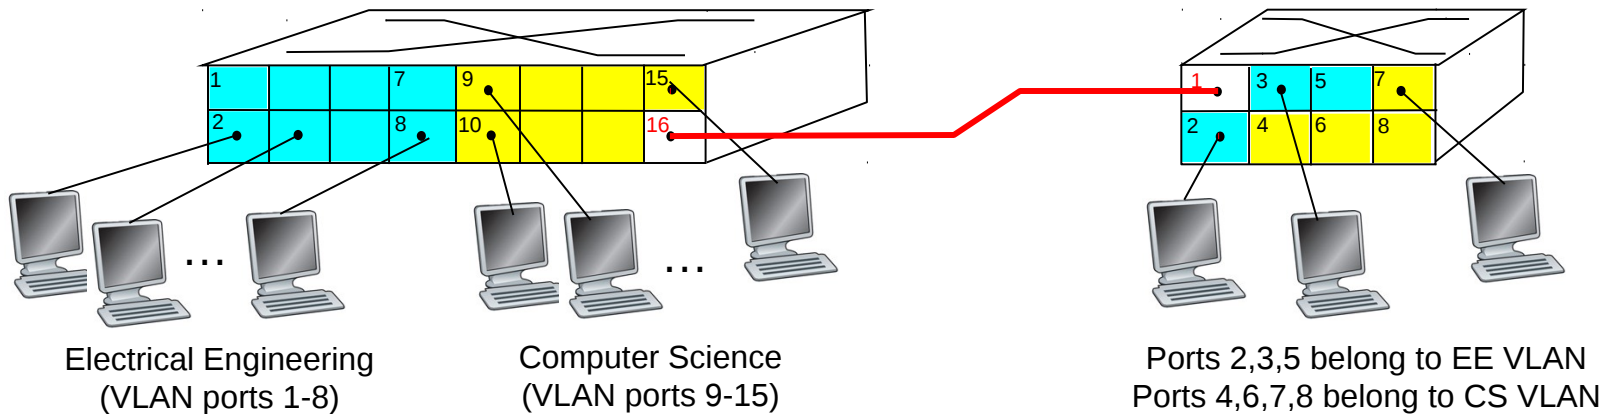 1 7 9 15
2 8 10 16
1 3 5 7
2 4 6 8
... ...
Electrical Engineering
(VLAN ports 1-8)
Computer Science
(VLAN ports 9-15)
Ports 2,3,5 belong to EE VLAN
Ports 4,6,7,8 belong to CS VLAN